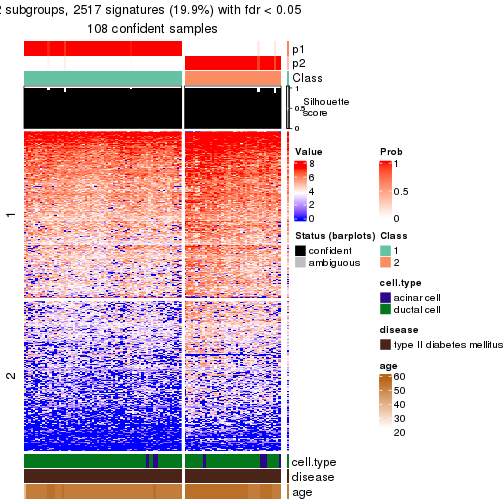 2 subgroups, 2517 signatures (19.9%) with fdr < 0.05
108 confident samples
p1
p2
Class
1
0.5
0
Silhouette
score
1
2
Value
8
6
4
2
0
Prob
1
0.5
0
Status (barplots)
confident
ambiguous
Class
1
2
cell.type
acinar cell
ductal cell
disease
type II diabetes mellitus
age
60
50
40
30
20
cell.type
disease
age